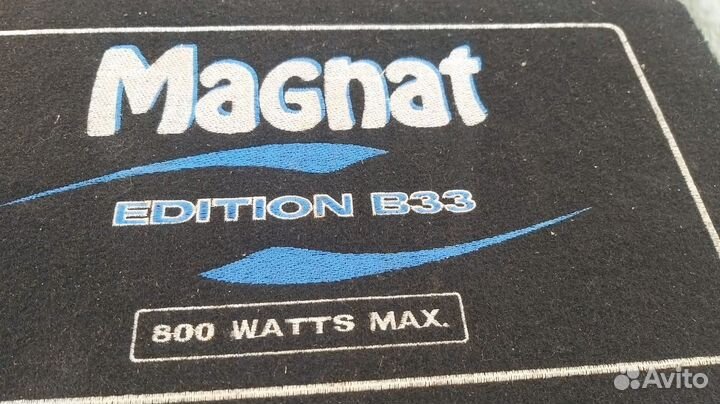 Magnat
EDITION B33
800 WATTS MAX.
Avito